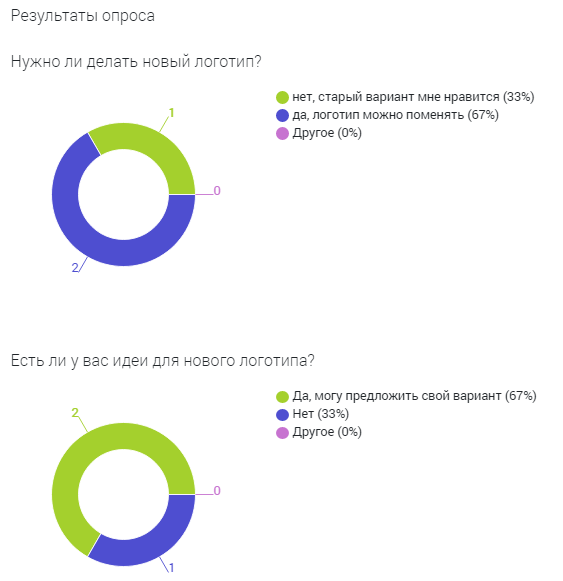 Результаты опроса
Нужно ли делать новый логотип?
нет, старый вариант мне нравится (33%)
да, логотип можно поменять (67%)
Другое (0%)
1
0
2
Есть ли у вас идеи для нового логотипа?
Да, могу предложить свой вариант (67%)
Нет (33%)
Другое (0%)
2
0
1